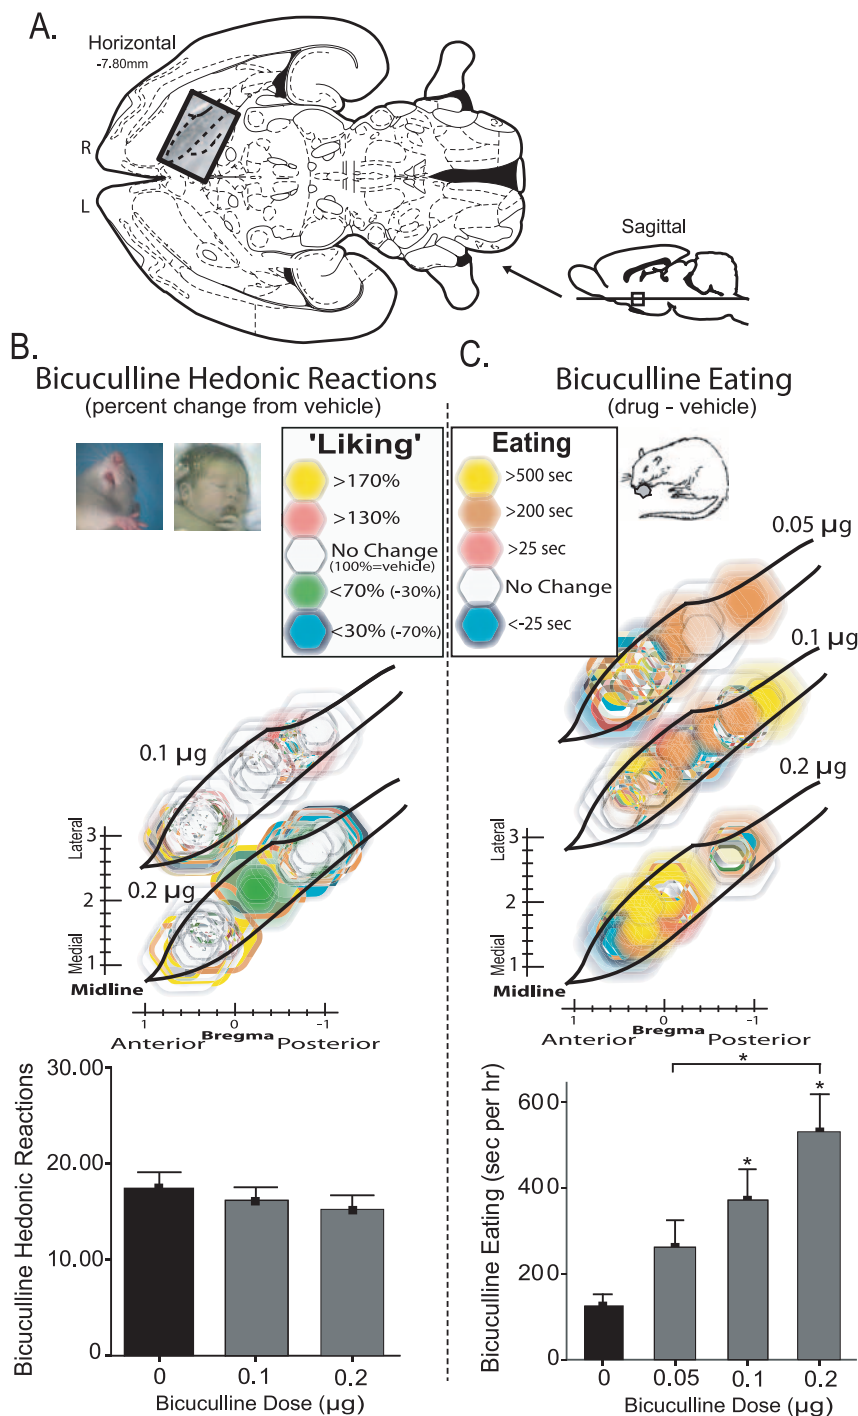 A.
Horizontal
-7.80mm
R
L
Sagittal
B.
Bicuculline Hedonic Reactions
(percent change from vehicle)
'Liking'
>170%
>130%
No Change
(100%=vehicle)
<70% (-30%)
<30% (-70%)
0.1 µg
0.2 µg
Lateral
Medial
3
2
1
Midline
1 0 -1
Bregma
Anterior Posterior
Bicuculline Hedonic Reactions
30.00
20.00
10.00
0.00
0 0.1 0.2
Bicuculline Dose (µg)
C.
Bicuculline Eating
(drug - vehicle)
Eating
>500 sec
>200 sec
>25 sec
No Change
<-25 sec
0.05 µg
0.1 µg
0.2 µg
Lateral
Medial
3
2
1
Midline
1 0 -1
Bregma
Anterior Posterior
Bicuculline Eating (sec per hr)
600
400
200
0
*
*
*
0 0.05 0.1 0.2
Bicuculline Dose (µg)